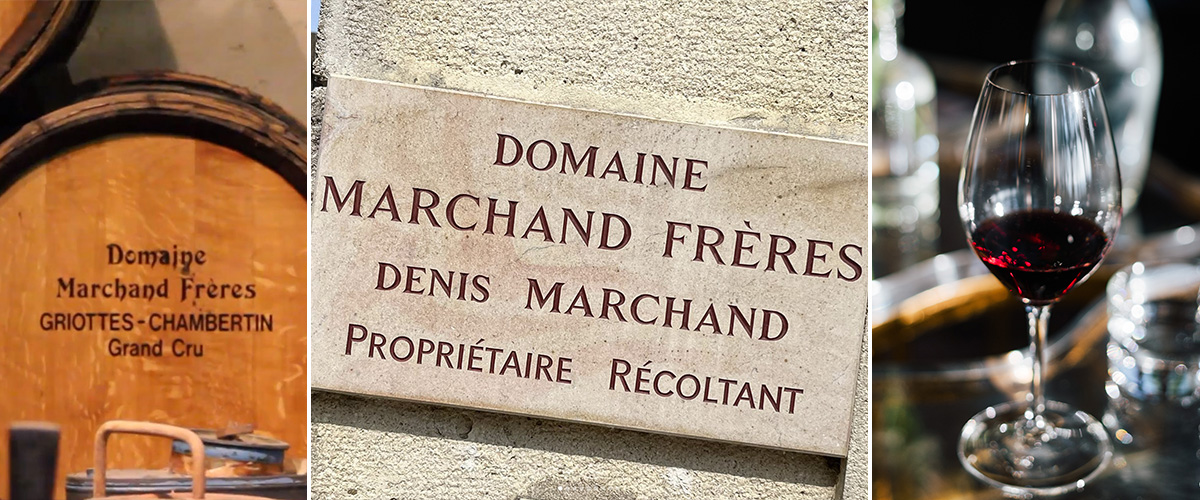 Domaine
Marchand Frères
GRIOTTES-CHAMBERTIN
Grand Cru
DOMAINE
MARCHAND FRÈRES
DENIS MARCHAND
PROPRIÉTAIRE RÉCOLTANT